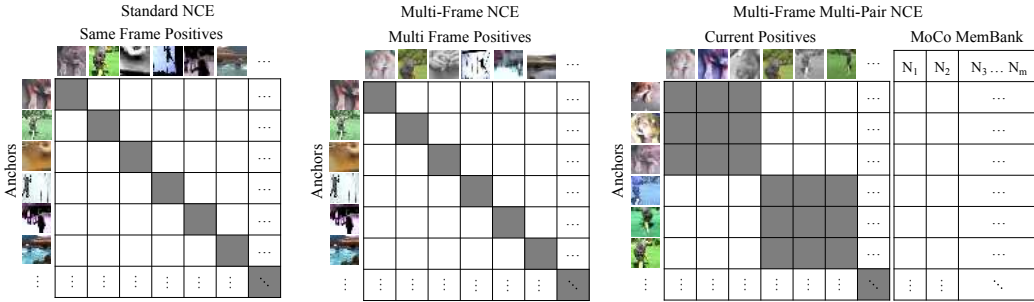 Standard NCE
Same Frame Positives
...
Anchors
...
...
...
...
...
...
⋮ ⋮ ⋮ ⋮ ⋮ ⋮ ⋮ ⋱
Multi-Frame NCE
Multi Frame Positives
...
Anchors
...
...
...
...
...
...
⋮ ⋮ ⋮ ⋮ ⋮ ⋮ ⋮ ⋱
Multi-Frame Multi-Pair NCE
Current Positives
MoCo MemBank
... N1 N2 N3 ... Nm
Anchors
... ...
... ...
... ...
... ...
... ...
... ...
⋮ ⋮ ⋮ ⋮ ⋮ ⋮ ⋮ ⋱ ⋮ ⋮ ...